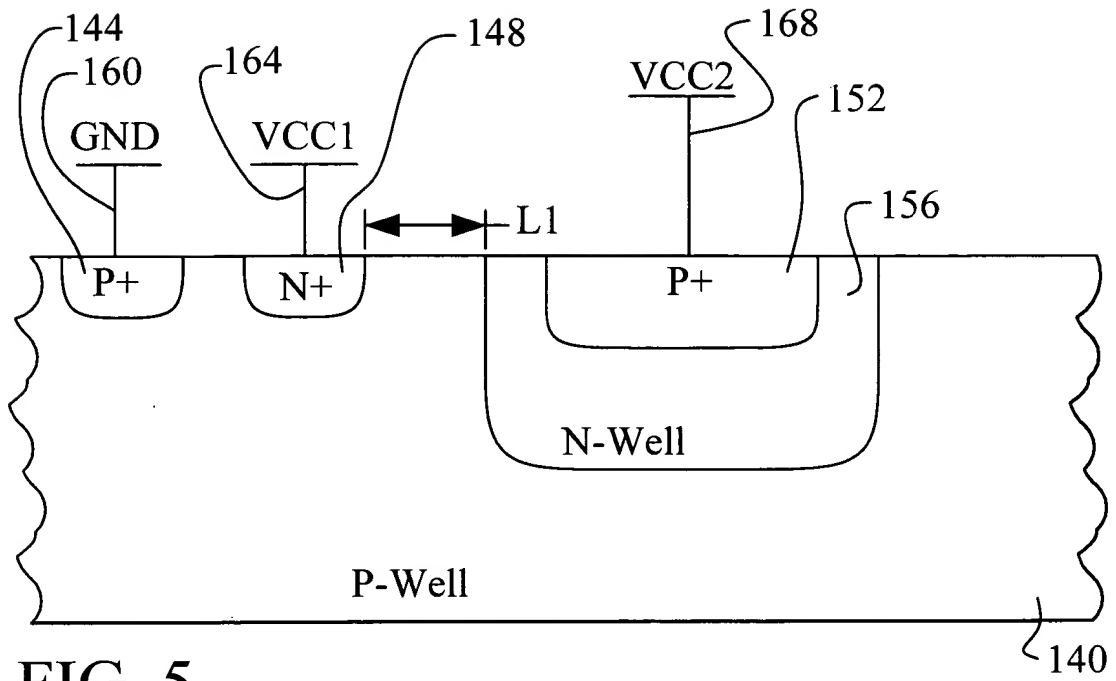 144
160
164
148
168
VCC2
152
GND
VCC1
156
L1
P+
N+
P+
N-Well
P-Well
140
FIG. 5